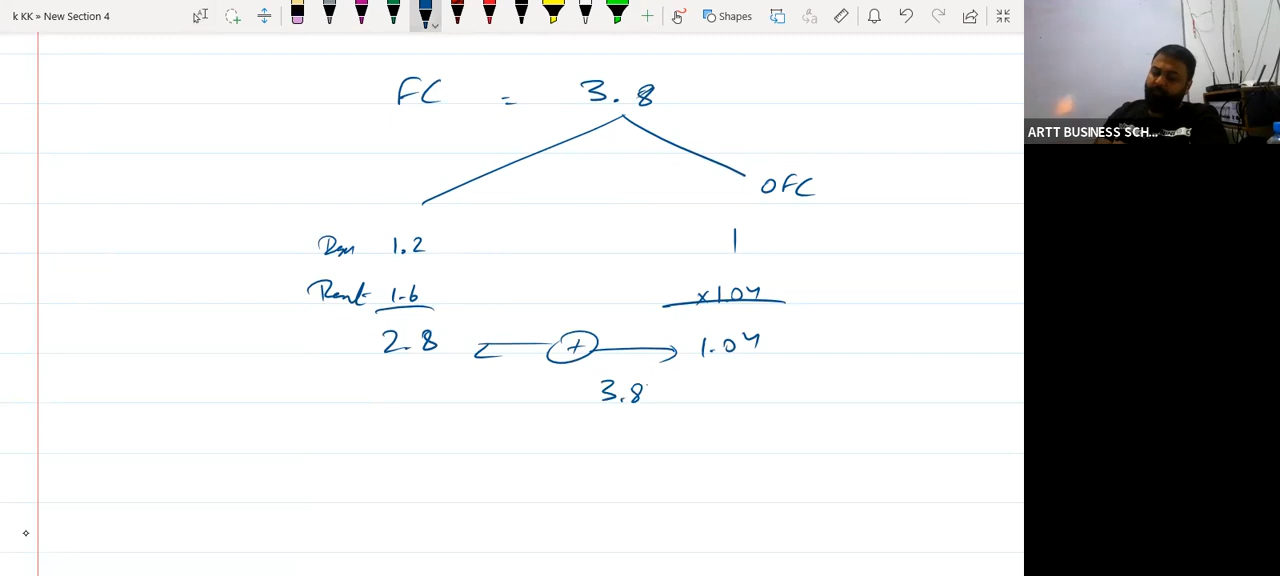 k KK » New Section 4
Shapes
ARTT BUSINESS SCH...
FC = 3.8
OFC
1.2 1
Rent 1.6 x1.04
2.8 + 1.04
3.8